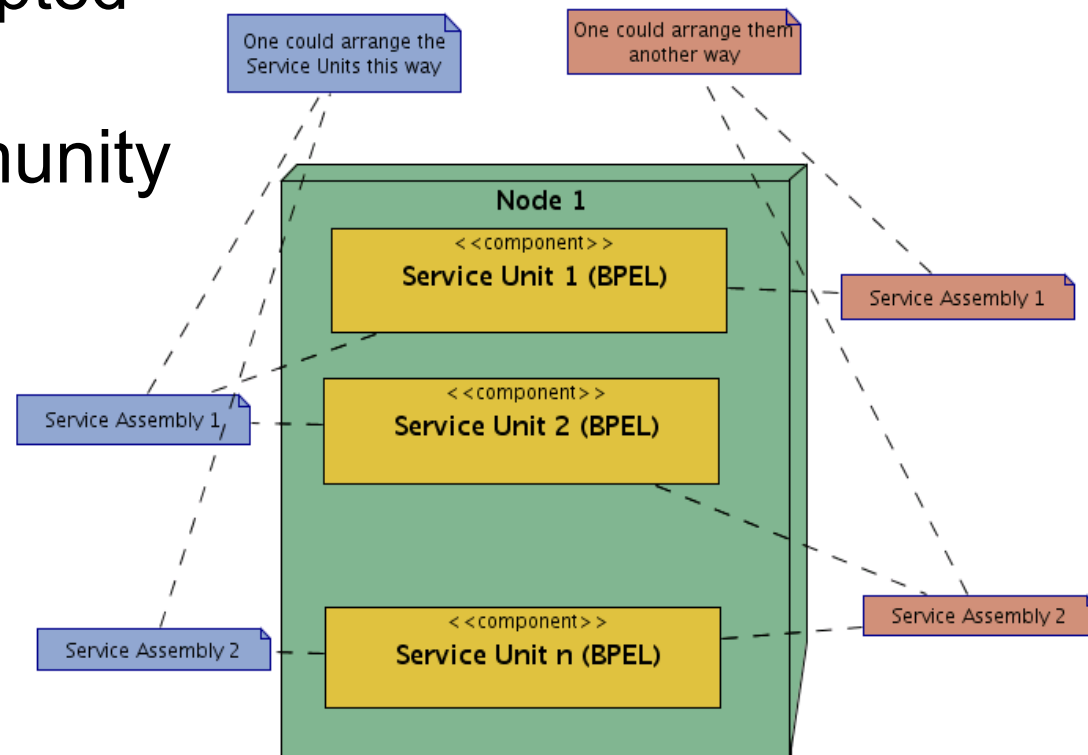 One could arrange the
Service Units this way
One could arrange them
another way
Node 1
<<component>>
Service Unit 1 (BPEL)
Service Assembly 1
<<component>>
Service Unit 2 (BPEL)
Service Assembly 1
<<component>>
Service Unit n (BPEL)
Service Assembly 2
Service Assembly 2